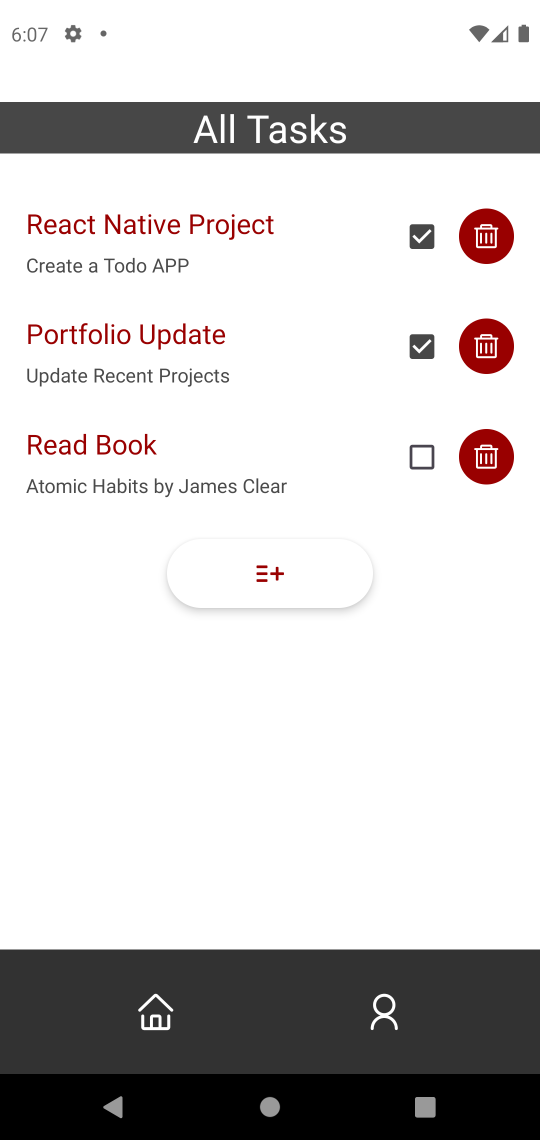 6:07
All Tasks
React Native Project
Create a Todo APP
Portfolio Update
Update Recent Projects
Read Book
Atomic Habits by James Clear